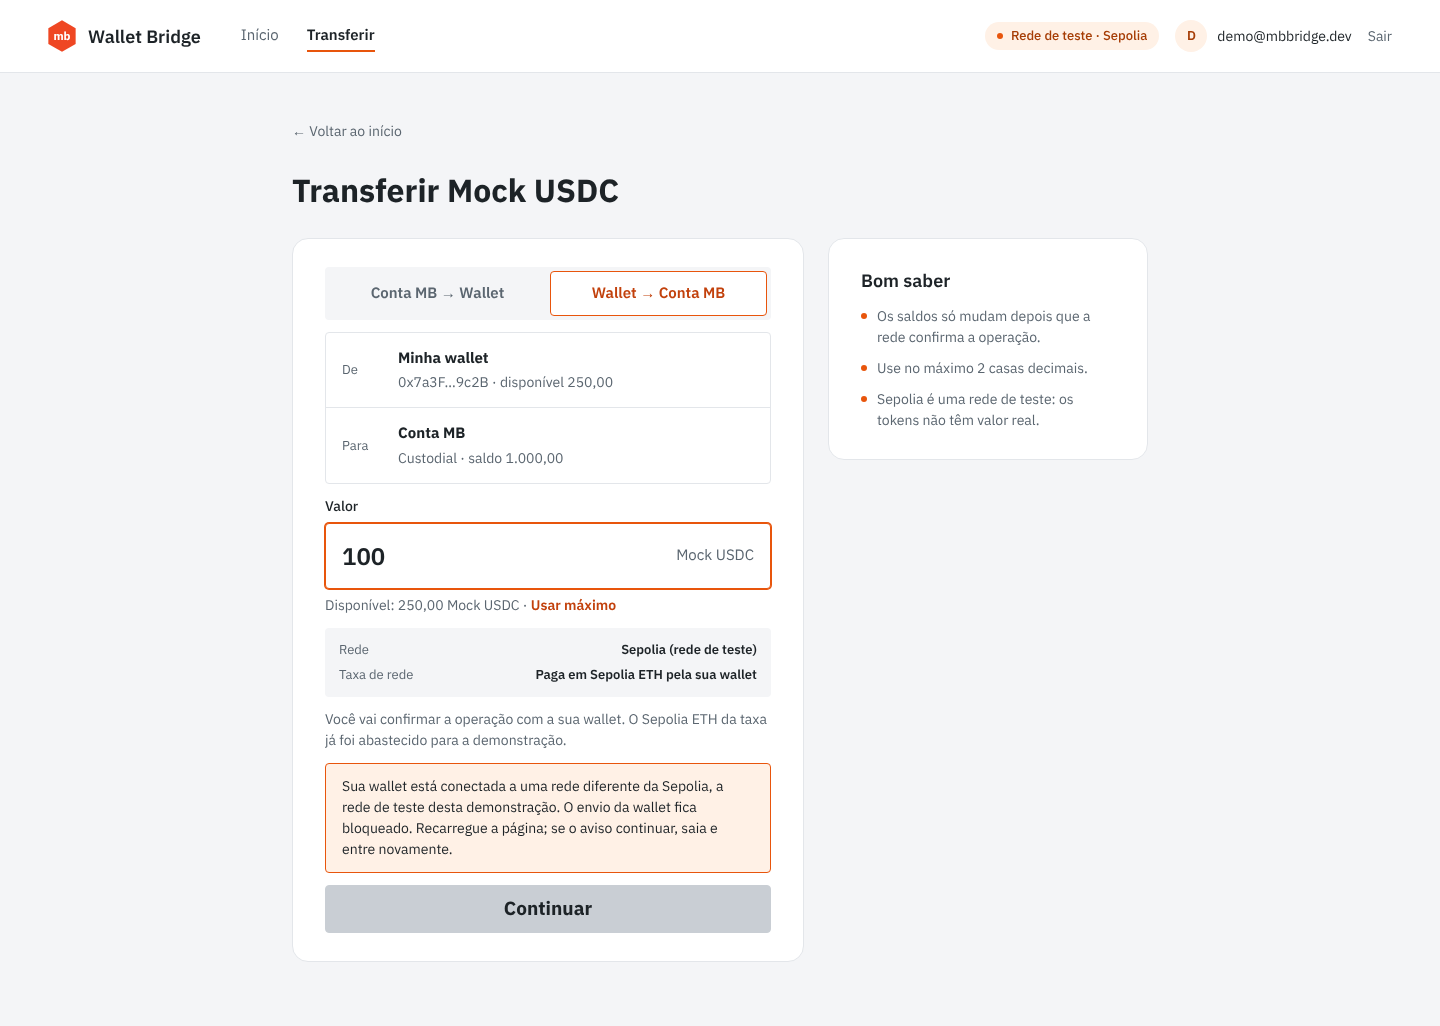 mb
Wallet Bridge
Início
Transferir
Rede de teste · Sepolia
D
demo@mbbridge.dev
Sair
← Voltar ao início
Transferir Mock USDC
Conta MB → Wallet
Wallet → Conta MB
De
Minha wallet
0x7a3F...9c2B · disponível 250,00
Para
Conta MB
Custodial · saldo 1.000,00
Valor
100
Mock USDC
Disponível: 250,00 Mock USDC · Usar máximo
Rede
Sepolia (rede de teste)
Taxa de rede
Paga em Sepolia ETH pela sua wallet
Você vai confirmar a operação com a sua wallet. O Sepolia ETH da taxa
já foi abastecido para a demonstração.
Sua wallet está conectada a uma rede diferente da Sepolia, a
rede de teste desta demonstração. O envio da wallet fica
bloqueado. Recarregue a página; se o aviso continuar, saia e
entre novamente.
Continuar
Bom saber
Os saldos só mudam depois que a
rede confirma a operação.
Use no máximo 2 casas decimais.
Sepolia é uma rede de teste: os
tokens não têm valor real.